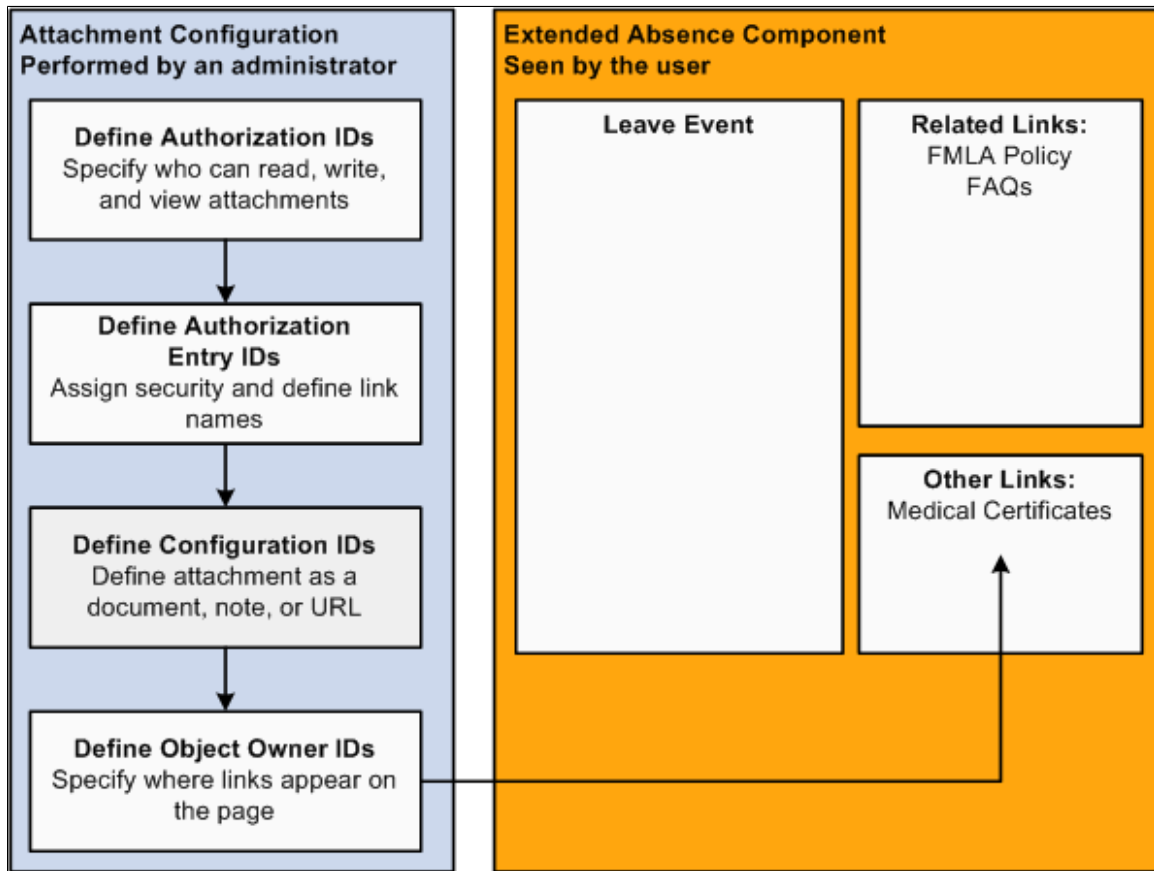 Attachment Configuration
Performed by an administrator
Define Authorization IDs
Specify who can read, write,
and view attachments
Define Authorization
Entry IDs
Assign security and define link
names
Define Configuration IDs
Define attachment as a
document, note, or URL
Define Object Owner IDs
Specify where links appear on
the page
Extended Absence Component
Seen by the user
Leave Event
Related Links:
FMLA Policy
FAQs
Other Links:
Medical Certificates